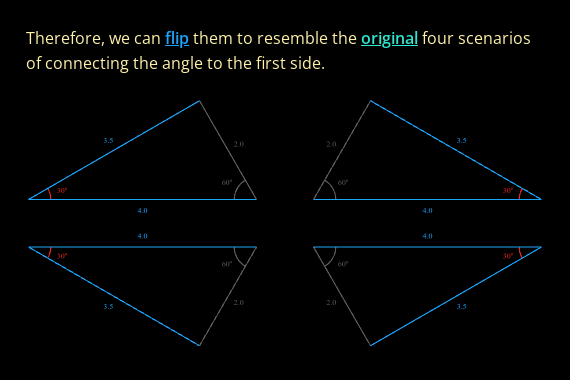 Therefore, we can flip them to resemble the original four scenarios
of connecting the angle to the first side.
3.5 2.0 2.0 3.5
30° 60° 60° 30°
4.0 4.0
4.0 4.0
30° 60° 60° 30°
3.5 2.0 2.0 3.5